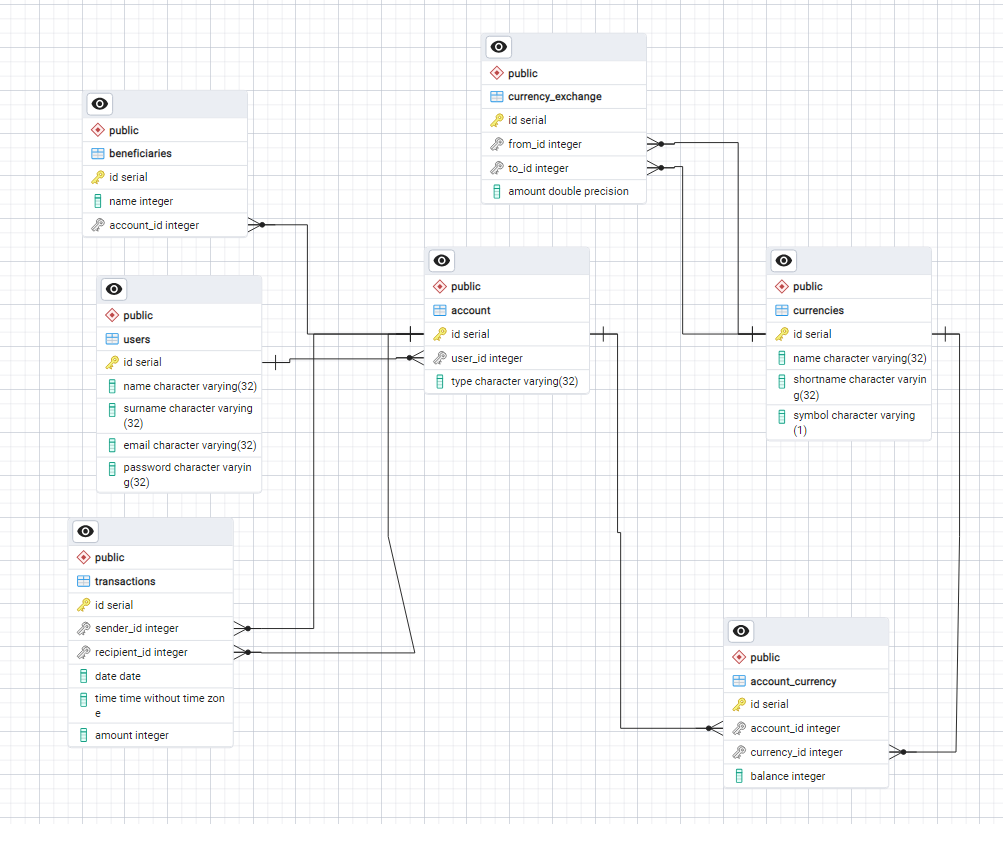 public
currency_exchange
id serial
from_id integer
to_id integer
amount double precision
public
beneficiaries
id serial
name integer
account_id integer
public
account
id serial
user_id integer
type character varying(32)
public
currencies
id serial
name character varying(32)
shortname character varyin
g(32)
symbol character varying
(1)
public
users
id serial
name character varying(32)
surname character varying
(32)
email character varying(32)
password character varyin
g(32)
public
transactions
id serial
sender_id integer
recipient_id integer
date date
time time without time zon
e
amount integer
public
account_currency
id serial
account_id integer
currency_id integer
balance integer